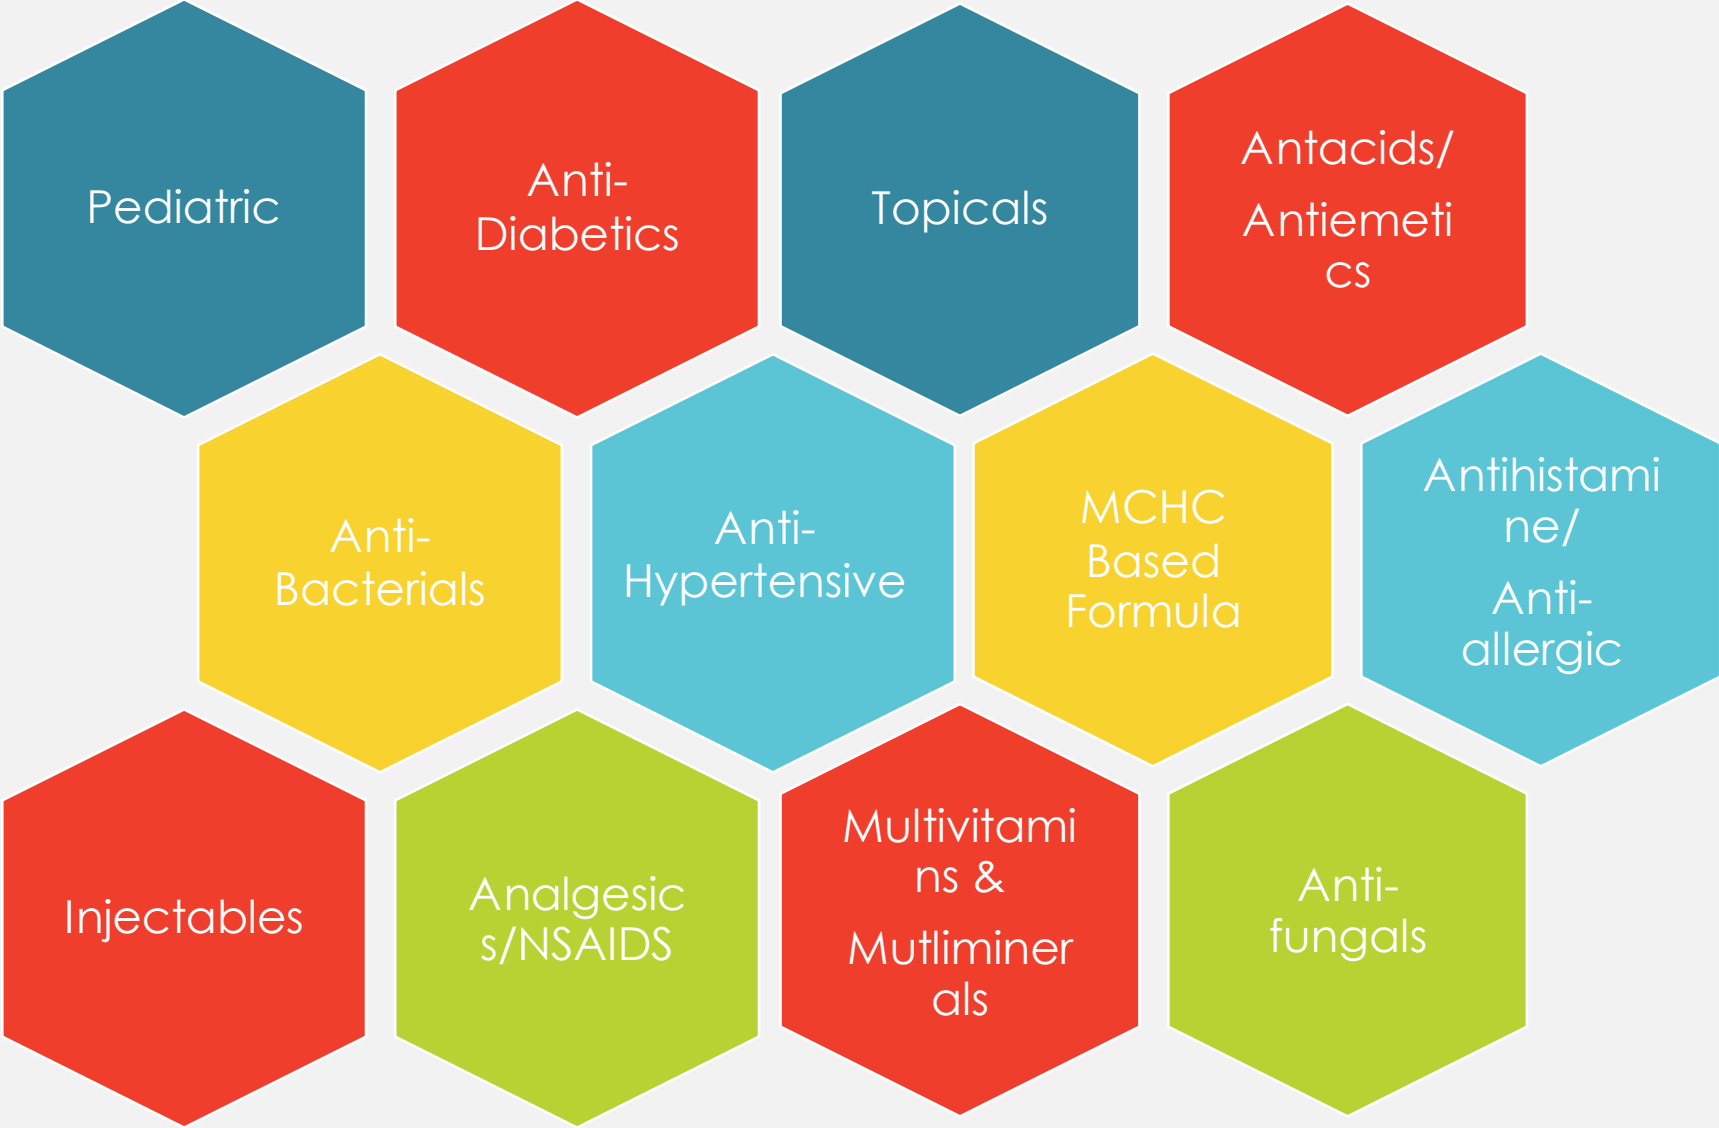 Pediatric
Anti-
Diabetics
Topicals
Antacids/
Antiemeti
cs
Anti-
Bacterials
Anti-
Hypertensive
MCHC
Based
Formula
Antihistami
ne/
Anti-
allergic
Injectables
Analgesic
s/NSAIDS
Multivitami
ns &
Mutliminer
als
Anti-
fungals